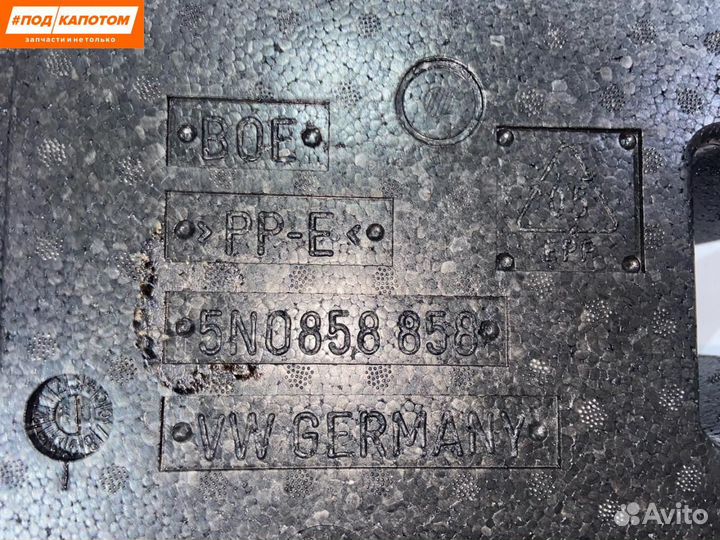 #ПОД КАПОТОМ
запчасти и не только
BOE
05
EPP
>PP-E<
5N0858 858
VW GERMANY
Avito